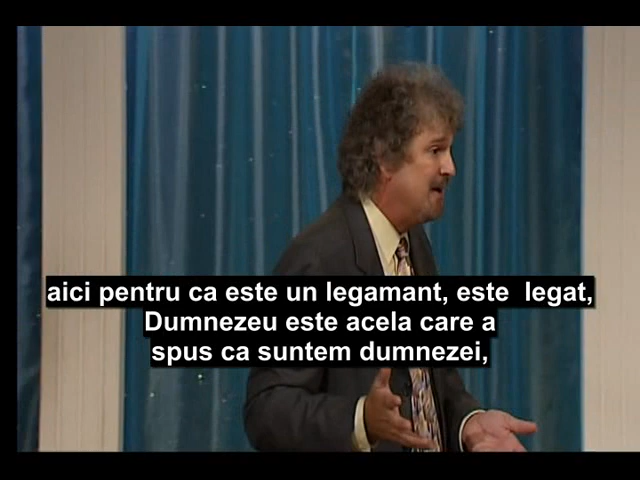 aici pentru ca este un legamant, este  legat,
Dumnezeu este acela care a
spus ca suntem dumnezei,